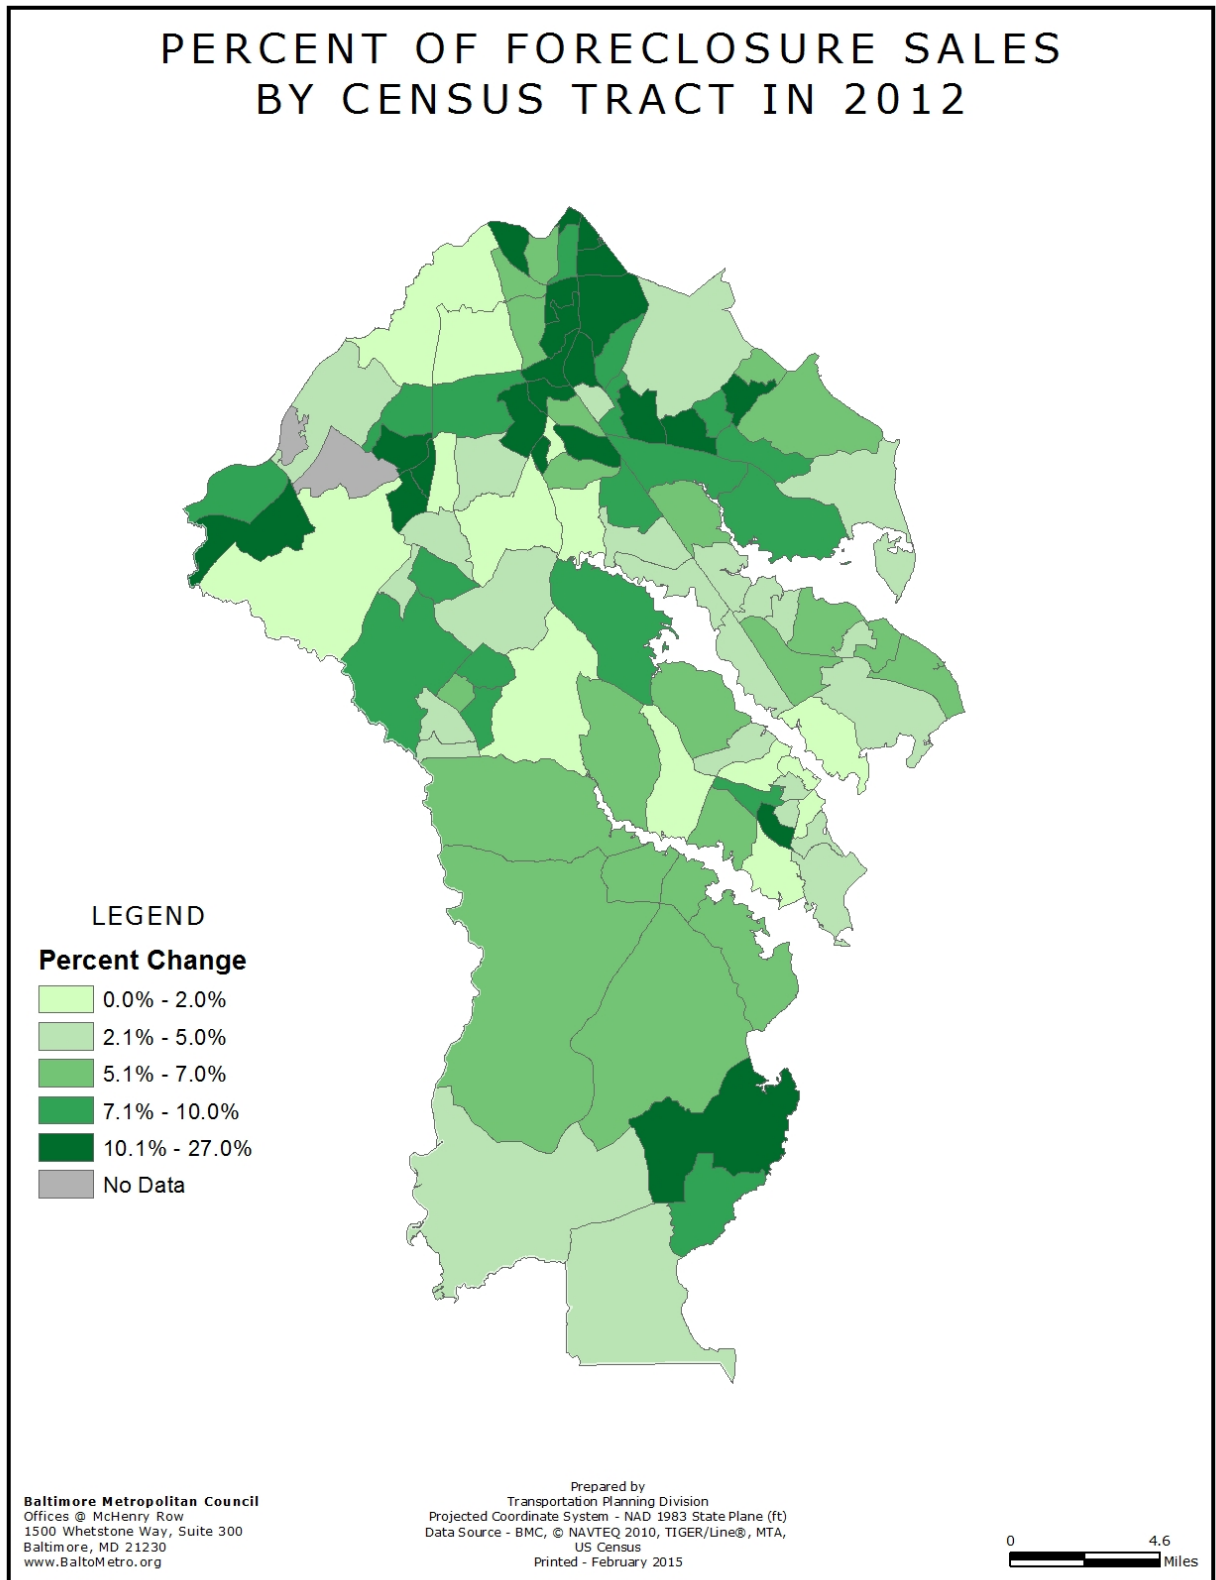 PERCENT OF FORECLOSURE SALES
BY CENSUS TRACT IN 2012
LEGEND
Percent Change
0.0% - 2.0%
2.1% - 5.0%
5.1% - 7.0%
7.1% - 10.0%
10.1% - 27.0%
No Data
Baltimore Metropolitan Council
Offices @ McHenry Row
1500 Whetstone Way, Suite 300
Baltimore, MD 21230
www.BaltoMetro.org
Prepared by
Transportation Planning Division
Projected Coordinate System - NAD 1983 State Plane (ft)
Data Source - BMC, © NAVTEQ 2010, TIGER/Line®, MTA,
US Census
Printed - February 2015
0 4.6
Miles